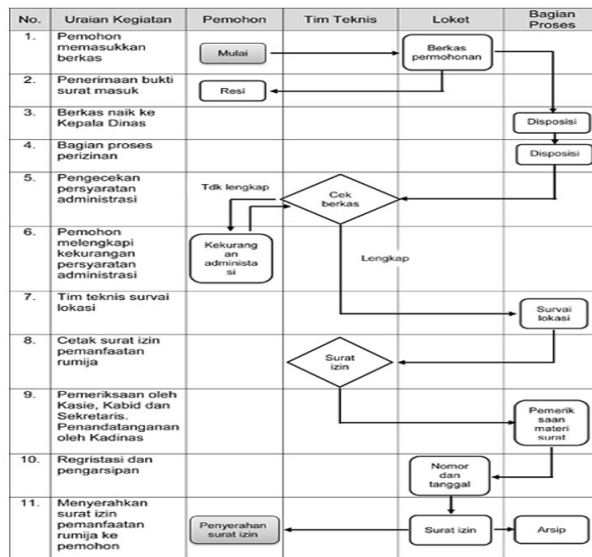 No. Uraian Kegiatan Pemohon Tim Teknis Loket Bagian
Proses
1. Pemohon
memasukkan
berkas
Mulai
Berkas
permohonan
2. Penerimaan bukti
surat masuk
Resi
3. Berkas naik ke
Kepala Dinas
Disposisi
4. Bagian proses
perizinan
Disposisi
5. Pengecekan
persyaratan
administrasi
Tdk lengkap
Cek
berkas
6. Pemohon
melengkapi
kekurangan
persyaratan
administrasi
Kekurang
an
administa
si
Lengkap
7. Tim teknis survai
lokasi
Survai
lokasi
8. Cetak surat izin
pemanfaatan
rumija
Surat
izin
9. Pemeriksaan oleh
Kasie, Kabid dan
Sekretaris.
Penandatanganan
oleh Kadinas
Pemerik
saan
materi
surat
10. Regristasi dan
pengarsipan
Nomor
dan
tanggal
11. Menyerahkan
surat izin
pemanfaatan
rumija ke
pemohon
Penyerahan
surat izin
Surat izin
Arsip